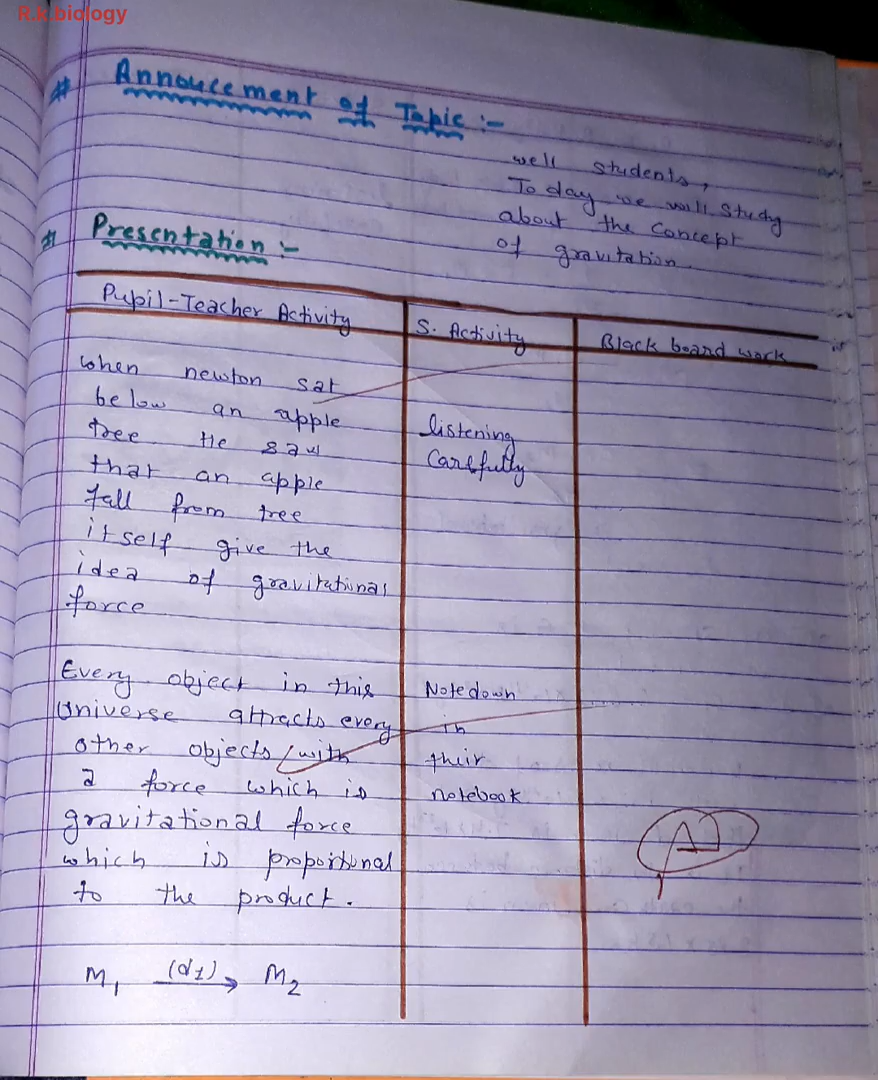 R.k.biology
# Annoucement of Topic :-
well students,
To day we will study
about the concept
of gravitation.
# Presentation :-
Pupil-Teacher Activity
S. Activity
Black board work
when newton sat
below an apple
tree He saw
that an apple
fall from tree
itself give the
idea of gravitational
force
listening
Carefully
Every object in this
Universe attracts every
other objects with
a force which is
gravitational force
which is proportional
to the product.
Notedown
in
their
notebook
M1 (d1) → M2